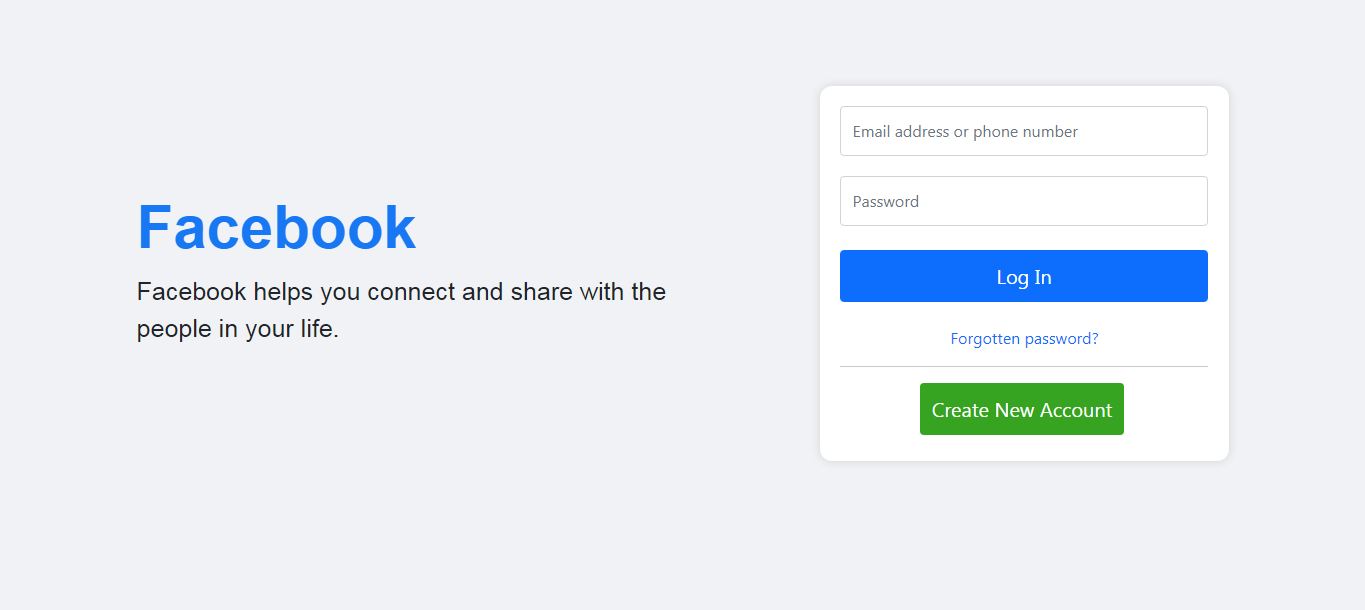 Facebook
Facebook helps you connect and share with the
people in your life.
Email address or phone number
Password
Log In
Forgotten password?
Create New Account